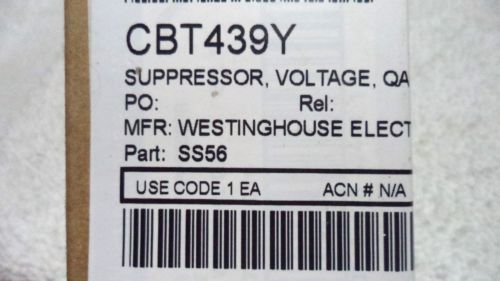 CBT439Y
SUPPRESSOR, VOLTAGE, QA
PO: Rel:
MFR: WESTINGHOUSE ELECT
Part: SS56
USE CODE 1 EA ACN # N/A